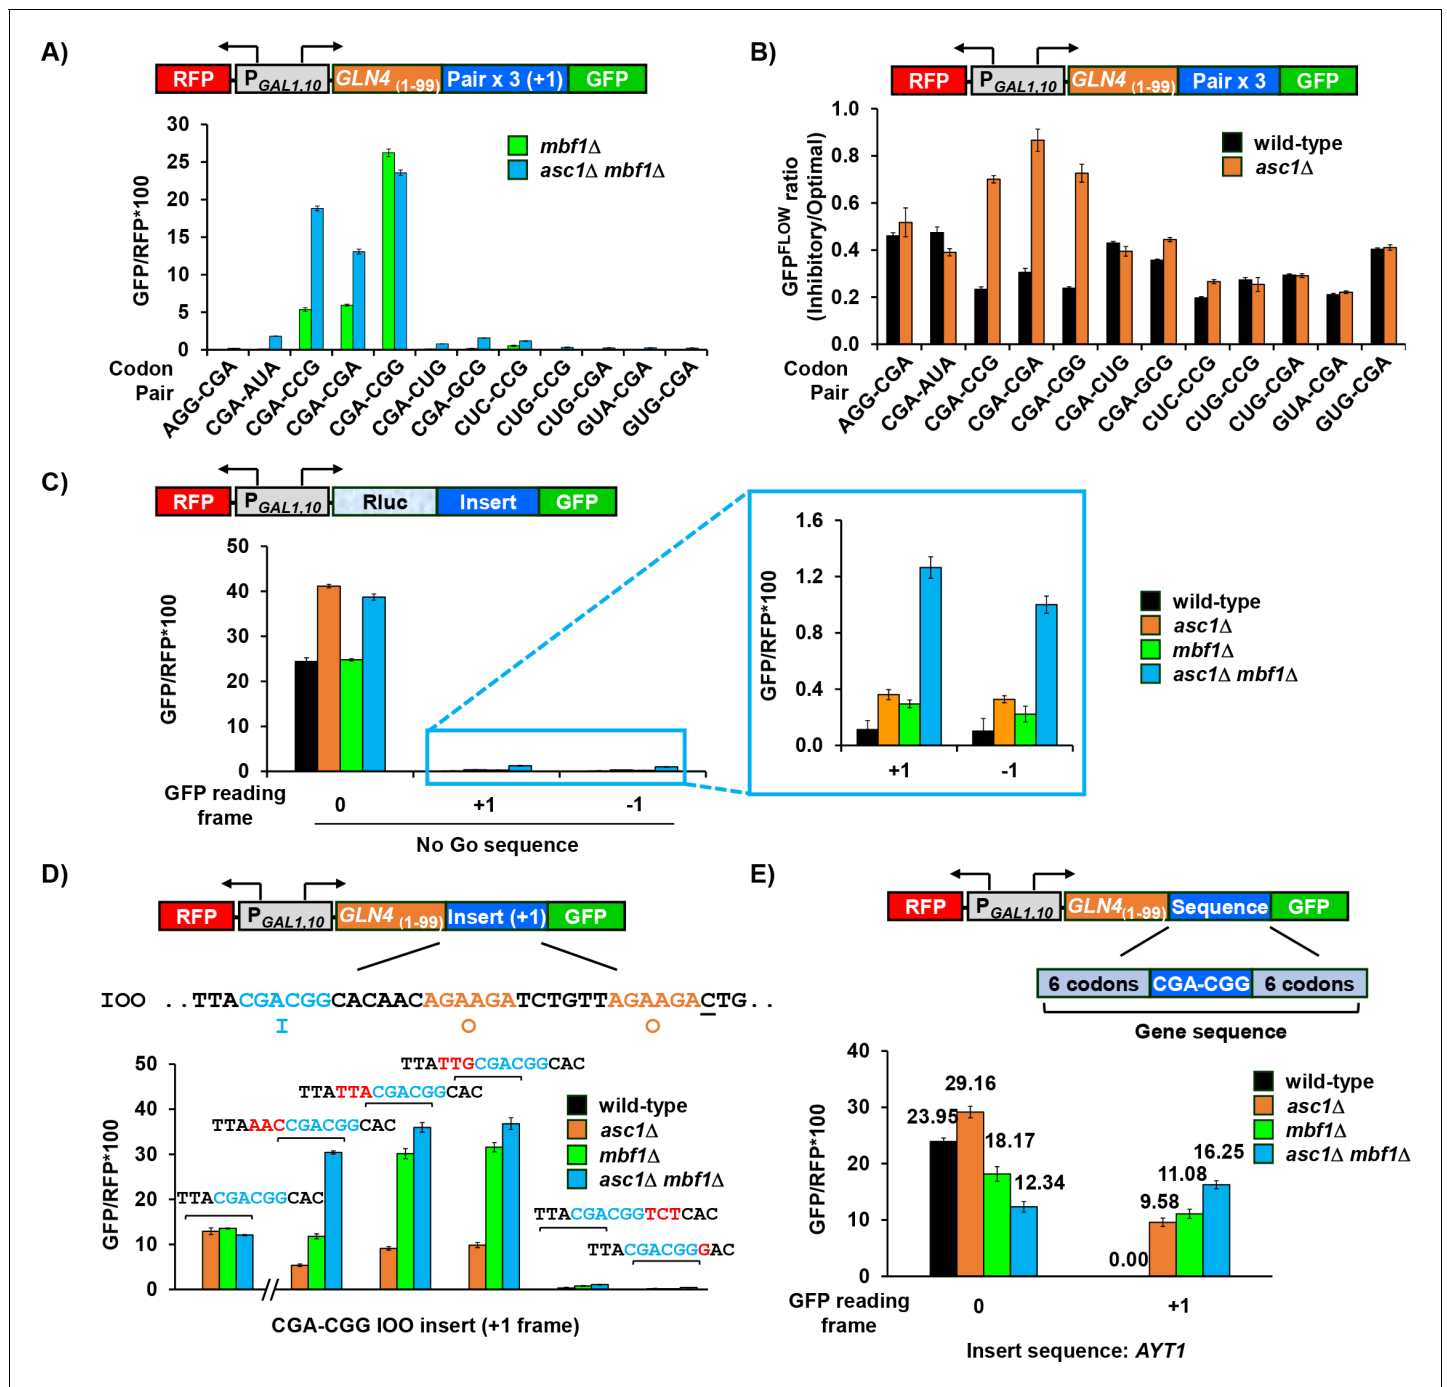 A)
RFP
PGAL1,10
GLN4 (1-99)
Pair x 3 (+1)
GFP
30
25
20
15
10
5
0
GFP/RFP*100
mbf1Δ
asc1Δ mbf1Δ
Codon
Pair
AGG-CGA
CGA-AUA
CGA-CCG
CGA-CGA
CGA-CGG
CGA-CUG
CGA-GCG
CUC-CCG
CUG-CCG
CUG-CGA
GUA-CGA
GUG-CGA
B)
RFP
PGAL1,10
GLN4 (1-99)
Pair x 3
GFP
1.0
0.8
0.6
0.4
0.2
0.0
GFPFLOW ratio
(Inhibitory/Optimal)
wild-type
asc1Δ
Codon
Pair
AGG-CGA
CGA-AUA
CGA-CCG
CGA-CGA
CGA-CGG
CGA-CUG
CGA-GCG
CUC-CCG
CUG-CCG
CUG-CGA
GUA-CGA
GUG-CGA
C)
RFP
PGAL1,10
Rluc
Insert
GFP
50
40
30
20
10
0
GFP/RFP*100
GFP reading
frame
0
+1
-1
No Go sequence
1.6
1.2
0.8
0.4
0.0
GFP/RFP*100
+1
-1
wild-type
asc1Δ
mbf1Δ
asc1Δ mbf1Δ
D)
RFP
PGAL1,10
GLN4 (1-99)
Insert (+1)
GFP
IOO ..TTACGACGGCACAACAGAAGATCTGTTAGAAGACTG..
I
O
O
50
40
30
20
10
0
GFP/RFP*100
TTATTGCGACGGCAC
TTATTACGACGGCAC
TTAAACCGACGGCAC
TTACGACGGCAC
TTACGACGGTCTCAC
TTACGACGGGAC
wild-type
asc1Δ
mbf1Δ
asc1Δ mbf1Δ
CGA-CGG IOO insert (+1 frame)
E)
RFP
PGAL1,10
GLN4(1-99)
Sequence
GFP
6 codons
CGA-CGG
6 codons
Gene sequence
40
30
20
10
0
GFP/RFP*100
23.95
29.16
18.17
12.34
0.00
9.58
11.08
16.25
wild-type
asc1Δ
mbf1Δ
asc1Δ mbf1Δ
GFP reading
frame
0
+1
Insert sequence: AYT1